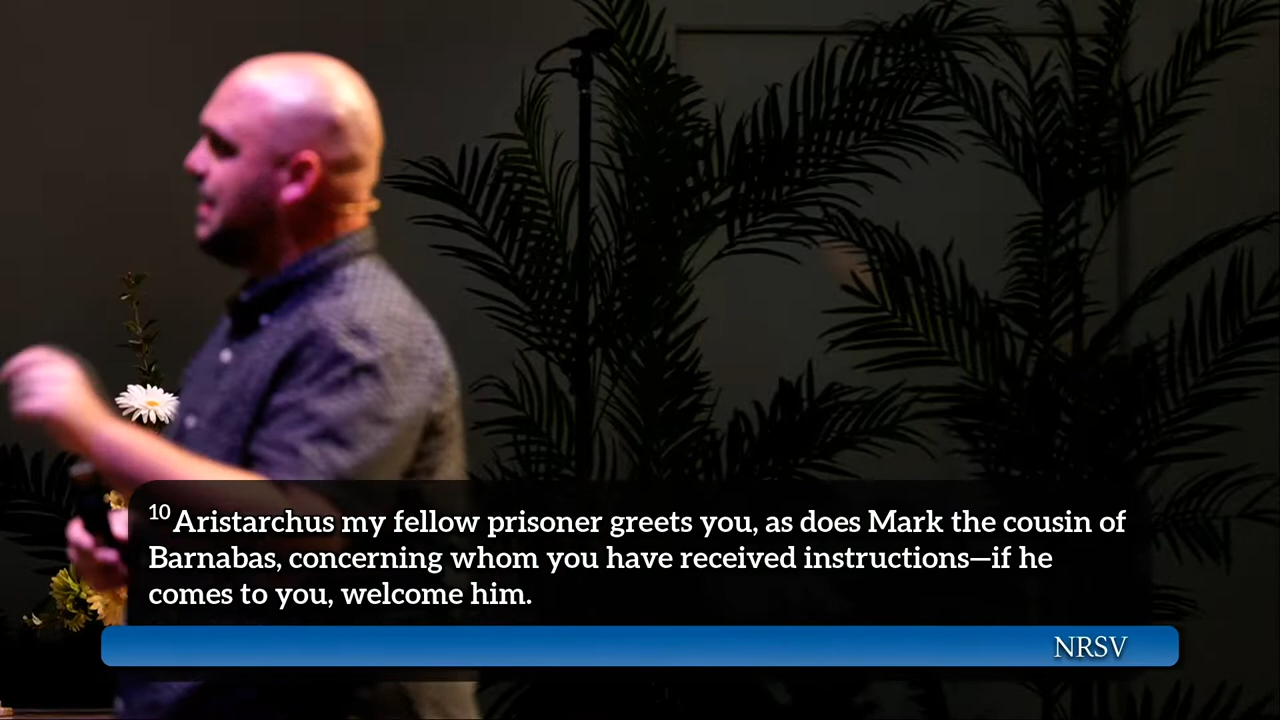 10Aristarchus my fellow prisoner greets you, as does Mark the cousin of
Barnabas, concerning whom you have received instructions—if he
comes to you, welcome him.
NRSV